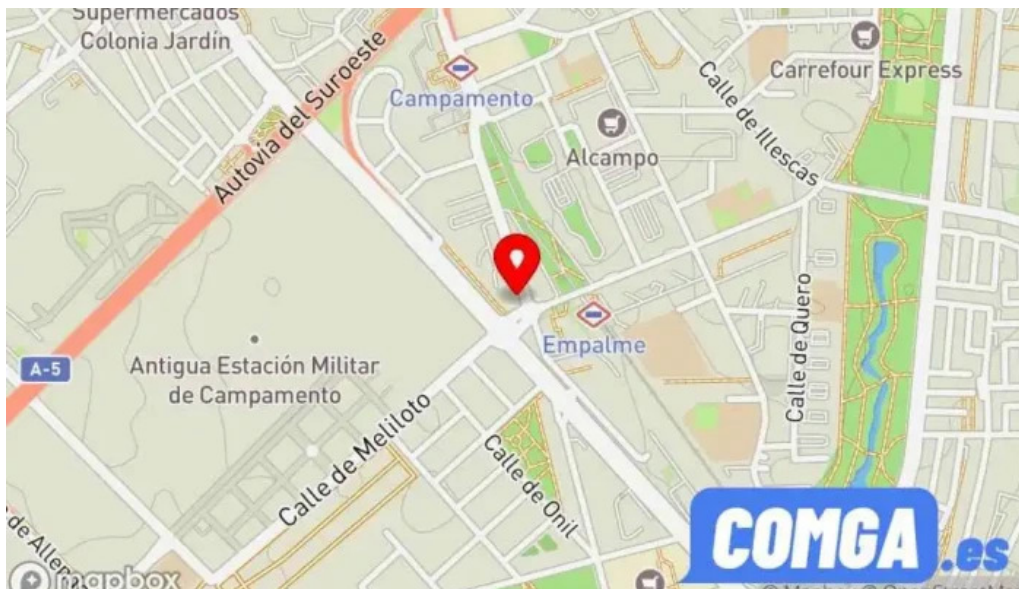 Supermercados
Colonia Jardín
Autovía del Suroeste
Campamento
Carrefour Express
Calle de Illescas
Alcampo
A-5
Antigua Estación Militar
de Campamento
Empalme
Calle de Quero
Calle de Meliloto
Calle de Onil
COMGA.es
mapbox